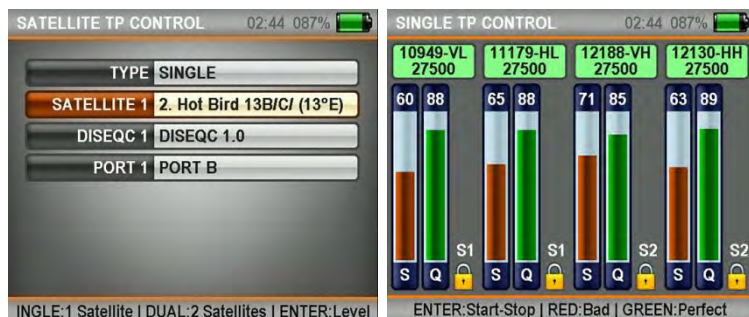 SATELLITE TP CONTROL 02:44 087%
TYPE SINGLE
SATELLITE 1 2. Hot Bird 13B/C/ (13°E)
DISEQC 1 DISEQC 1.0
PORT 1 PORT B
INGLE:1 Satellite | DUAL:2 Satellites | ENTER:Level
SINGLE TP CONTROL 02:44 087%
10949-VL 11179-HL 12188-VH 12130-HH
27500 27500 27500 27500
60 88 65 88 71 85 63 89
S1 S1 S2 S2
S Q S Q S Q S Q
ENTER:Start-Stop | RED:Bad | GREEN:Perfect